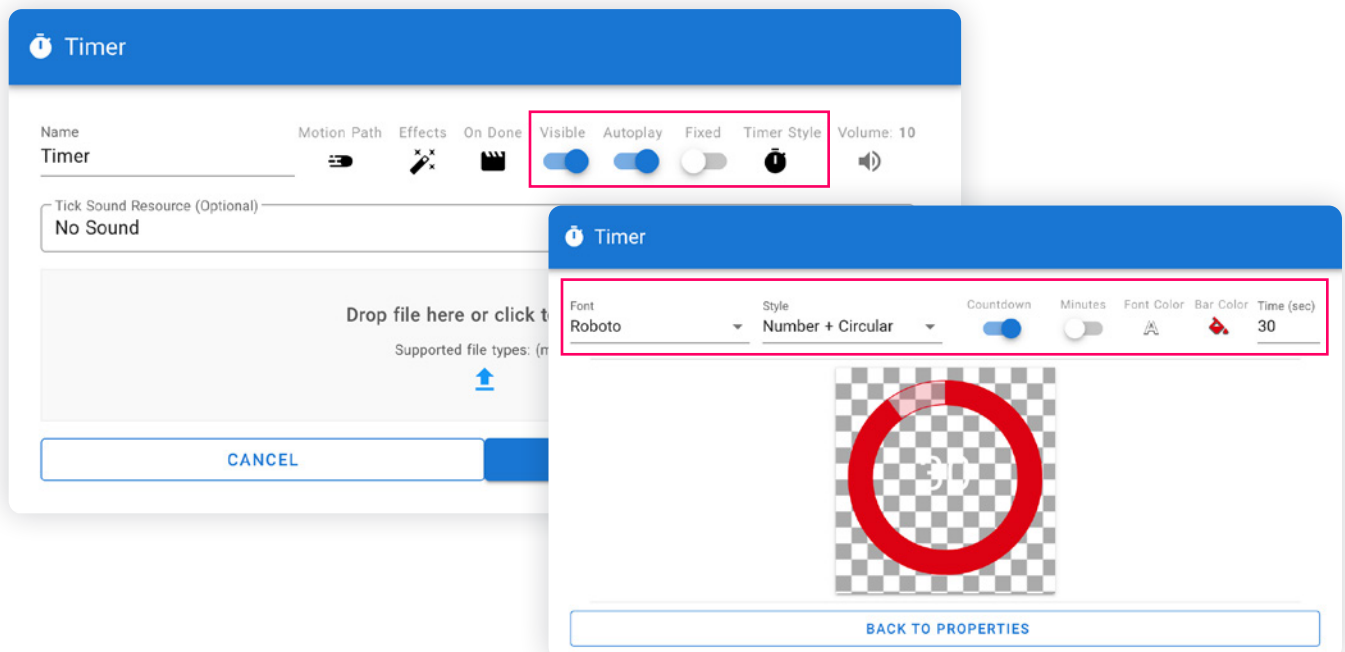 Timer
Name
Timer
Motion Path
Effects
On Done
Visible
Autoplay
Fixed
Timer Style
Volume: 10
Tick Sound Resource (Optional)
No Sound
Drop file here or click
Supported file types:
CANCEL
Timer
Font
Roboto
Style
Number + Circular
Countdown
Minutes
Font Color
A
Bar Color
Time (sec)
30
30
BACK TO PROPERTIES